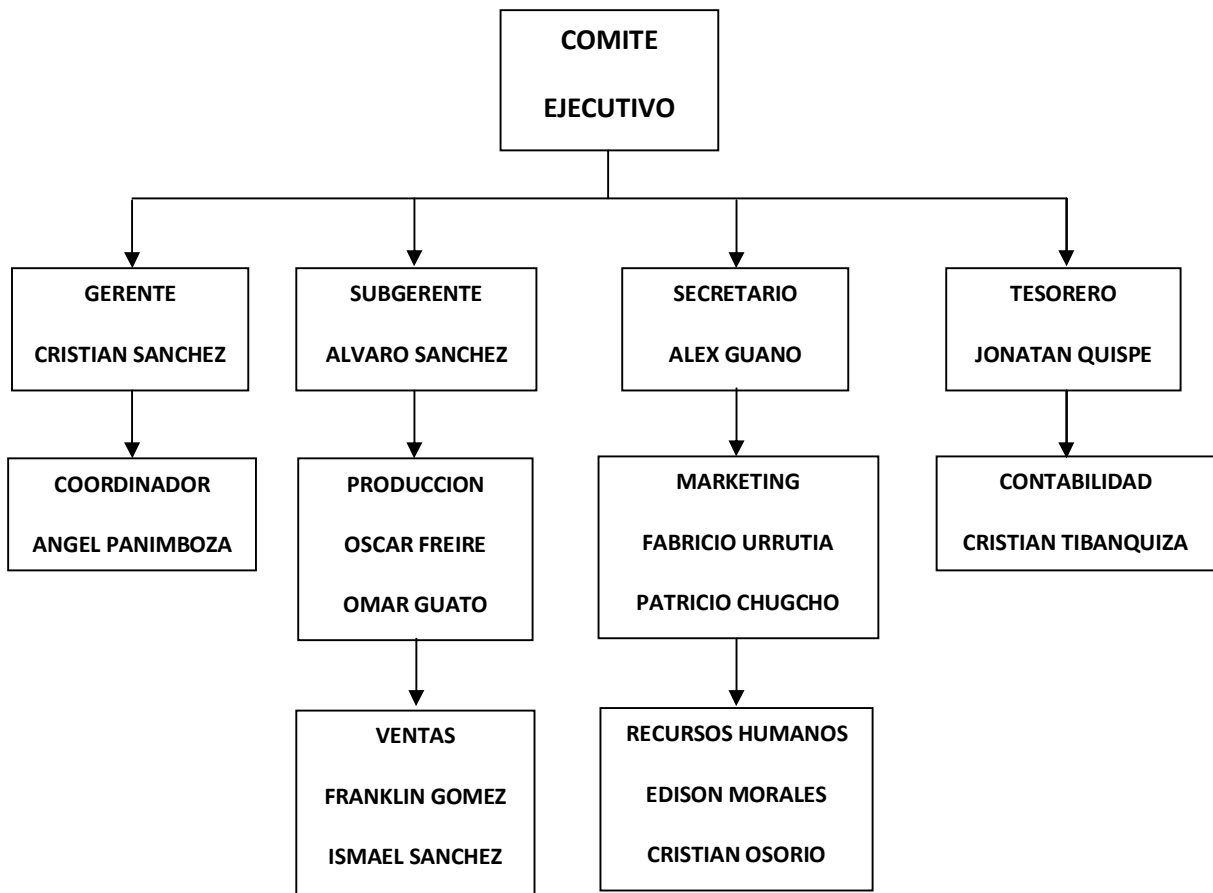 COMITE
EJECUTIVO
GERENTE
CRISTIAN SANCHEZ
SUBGERENTE
ALVARO SANCHEZ
SECRETARIO
ALEX GUANO
TESORERO
JONATAN QUISPE
COORDINADOR
ANGEL PANIMBOZA
PRODUCCION
OSCAR FREIRE
OMAR GUATO
MARKETING
FABRICIO URRUTIA
PATRICIO CHUGCHO
CONTABILIDAD
CRISTIAN TIBANQUIZA
VENTAS
FRANKLIN GOMEZ
ISMAEL SANCHEZ
RECURSOS HUMANOS
EDISON MORALES
CRISTIAN OSORIO